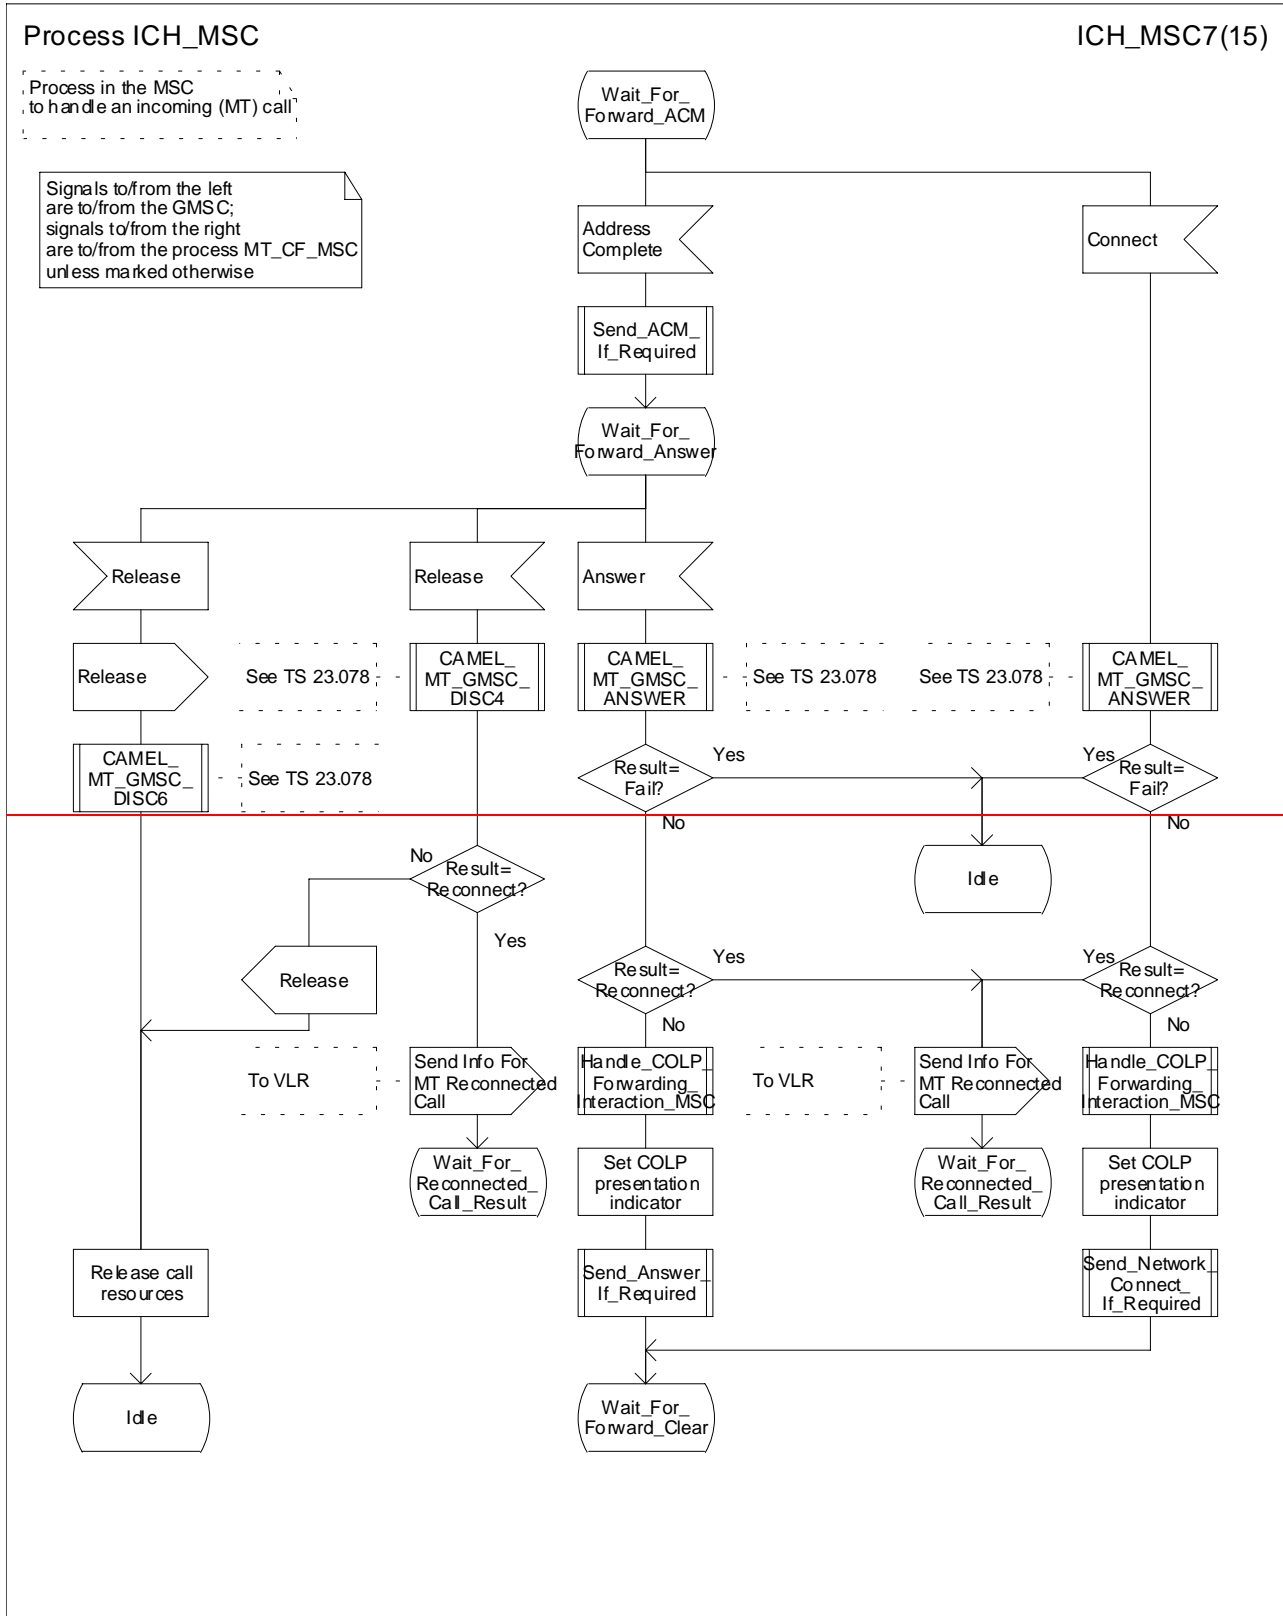 Process ICH_MSC
ICH_MSC7(15)
Process in the MSC
to handle an incoming (MT) call
Signals to/from the left
are to/from the GMSC;
signals to/from the right
are to/from the process MT_CF_MSC
unless marked otherwise
Wait_For_
Forward_ACM
Address
Complete
Connect
Send_ACM_
If_Required
Wait_For_
Forward_Answer
Release
Release
Answer
Release
See TS 23.078
CAMEL_
MT_GMSC_
DISC4
CAMEL_
MT_GMSC_
ANSWER
See TS 23.078
See TS 23.078
CAMEL_
MT_GMSC_
ANSWER
CAMEL_
MT_GMSC_
DISC6
See TS 23.078
Result=
Fail?
Yes
No
Yes
Result=
Fail?
No
Idle
No
Result=
Reconnect?
Yes
Release
Result=
Reconnect?
Yes
No
Yes
Result=
Reconnect?
No
To VLR
Send Info For
MT Reconnected
Call
Handle_COLP_
Forwarding_
Interaction_MSC
To VLR
Send Info For
MT Reconnected
Call
Handle_COLP_
Forwarding_
Interaction_MSC
Wait_For_
Reconnected_
Call_Result
Set COLP
presentation
indicator
Wait_For_
Reconnected_
Call_Result
Set COLP
presentation
indicator
Release call
resources
Send_Answer_
If_Required
Send_Network_
Connect_
If_Required
Idle
Wait_For_
Forward_Clear